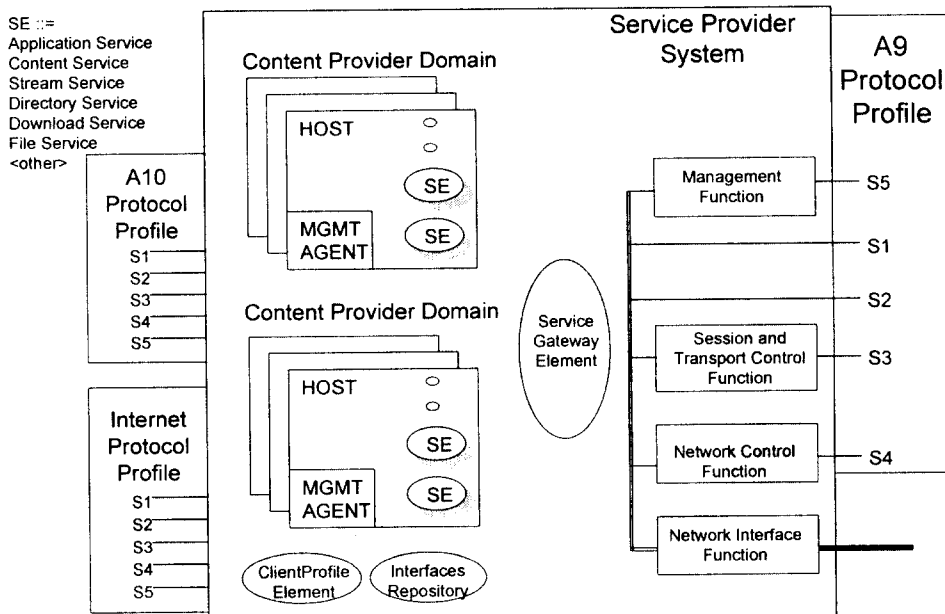 SE ::=
Application Service
Content Service
Stream Service
Directory Service
Download Service
File Service
<other>
A10
Protocol
Profile
S1
S2
S3
S4
S5
Internet
Protocol
Profile
S1
S2
S3
S4
S5
Service Provider
System
Content Provider Domain
HOST
SE
SE
MGMT
AGENT
Content Provider Domain
HOST
SE
SE
MGMT
AGENT
ClientProfile
Element
Interfaces
Repository
Service
Gateway
Element
Management
Function
Session and
Transport Control
Function
Network Control
Function
Network Interface
Function
A9
Protocol
Profile
S5
S1
S2
S3
S4